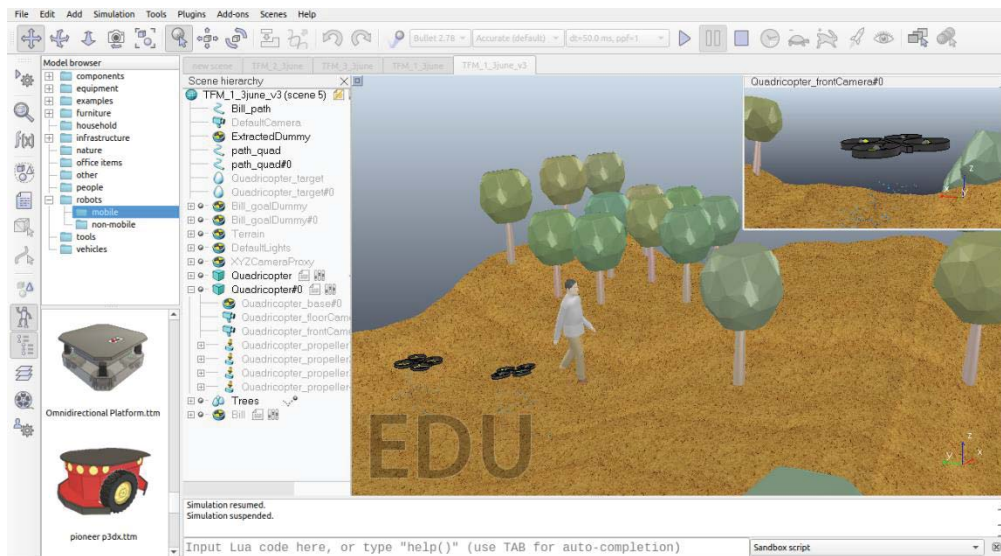 File Edit Add Simulation Tools Plugins Add-ons Scenes Help
Bullet 2.78 Accurate (default) dt=50.0 ms, ppf=1
Model browser
components
equipment
examples
furniture
household
infrastructure
nature
office items
other
people
robots
mobile
non-mobile
tools
vehicles
Omnidirectional Platform.ttm
pioneer p3dx.ttm
new scene TFM_2_3june TFM_3_3june TFM_1_3june TFM_1_3june_v3
Scene hierarchy
TFM_1_3june_v3 (scene 5)
Bill_path
DefaultCamera
ExtractedDummy
path_quad
path_quad#0
Quadricopter_target
Quadricopter_target#0
Bill_goalDummy
Bill_goalDummy#0
Terrain
DefaultLights
XYZCameraProxy
Quadricopter
Quadricopter#0
Quadricopter_base#0
Quadricopter_floorCame
Quadricopter_frontCame
Quadricopter_propeller
Quadricopter_propeller
Quadricopter_propeller
Quadricopter_propeller
Trees
Bill
Quadricopter_frontCamera#0
EDU
z
y x
Simulation resumed.
Simulation suspended.
Input Lua code here, or type "help()" (use TAB for auto-completion)
Sandbox script